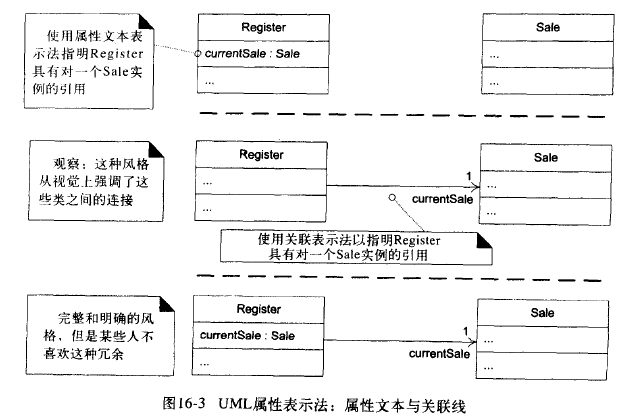 使用属性文本表
示法指明Register
具有对一个Sale实
例的引用
Register
currentSale : Sale
...
Sale
...
...
观察：这种风格
从视觉上强调了这
些类之间的连接
Register
...
...
1
currentSale
Sale
...
...
使用关联表示法以指明Register
具有对一个Sale实例的引用
完整和明确的风
格，但是某些人不
喜欢这种冗余
Register
currentSale : Sale
...
1
currentSale
Sale
...
...
图16-3 UML属性表示法：属性文本与关联线